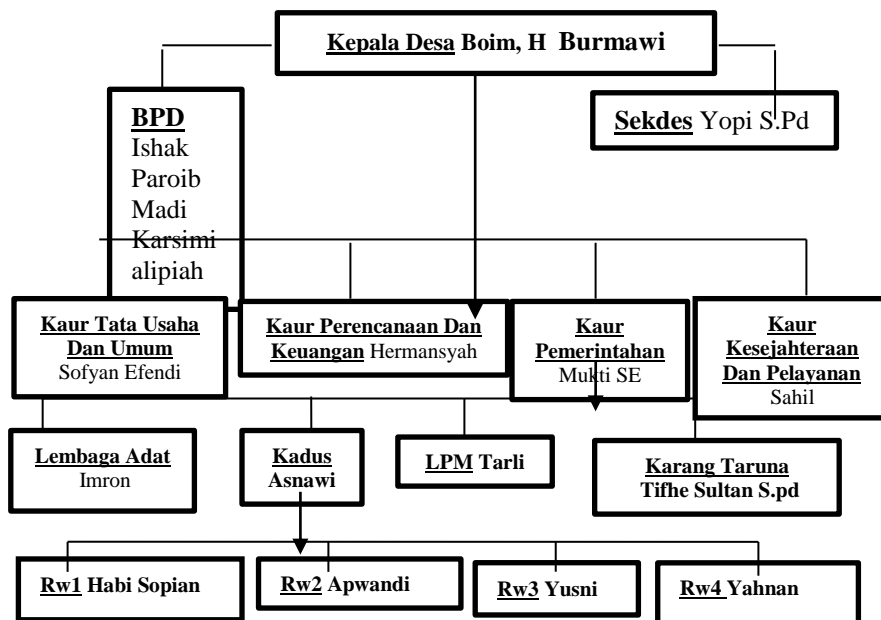 Kepala Desa Boim, H Burmawi
BPD
Ishak
Paroib
Madi
Karsimi
alipiah
Sekdes Yopi S.Pd
Kaur Tata Usaha
Dan Umum
Sofyan Efendi
Kaur Perencanaan Dan
Keuangan Hermansyah
Kaur
Pemerintahan
Mukti SE
Kaur
Kesejahteraan
Dan Pelayanan
Sahil
Lembaga Adat
Imron
Kadus
Asnawi
LPM Tarli
Karang Taruna
Tifhe Sultan S.pd
Rw1 Habi Sopian
Rw2 Apwandi
Rw3 Yusni
Rw4 Yahnan